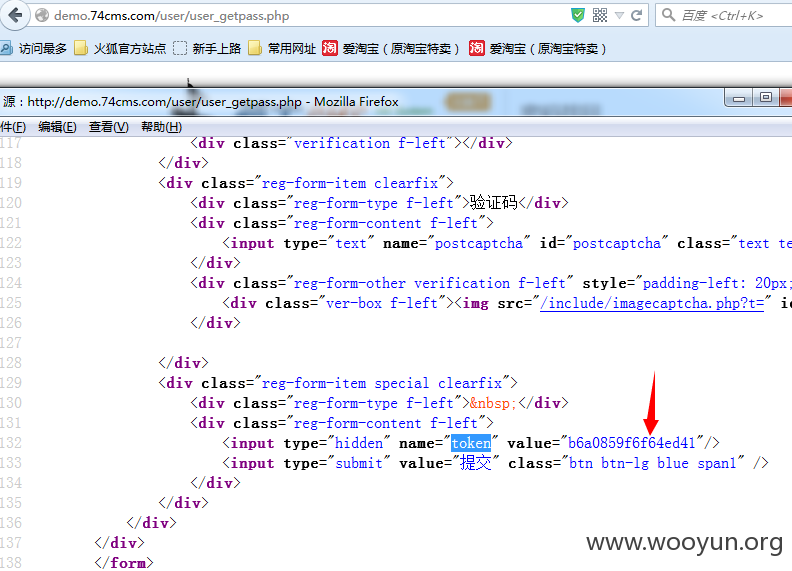 demo.74cms.com/user/user_getpass.php
百度 <Ctrl+K>
访问最多 火狐官方站点 新手上路 常用网址 淘 爱淘宝（原淘宝特卖） 淘 爱淘宝（原淘宝特卖）
源：http://demo.74cms.com/user/user_getpass.php - Mozilla Firefox
件(F) 编辑(E) 查看(V) 帮助(H)
117 <div class="verification f-left"></div>
118 </div>
119 <div class="reg-form-item clearfix">
120 <div class="reg-form-type f-left">验证码</div>
121 <div class="reg-form-content f-left">
122 <input type="text" name="postcaptcha" id="postcaptcha" class="text te
123 </div>
124 <div class="reg-form-other verification f-left" style="padding-left: 20px;
125 <div class="ver-box f-left"><img src="/include/imagecaptcha.php?t=" id
126 </div>
127
128 </div>
129 <div class="reg-form-item special clearfix">
130 <div class="reg-form-type f-left">&nbsp;</div>
131 <div class="reg-form-content f-left">
132 <input type="hidden" name="token" value="b6a0859f6f64ed41"/>
133 <input type="submit" value="提交" class="btn btn-lg blue span1" />
134 </div>
135 </div>
136 </div>
137 </div>
138 </form>
www.wooyun.org